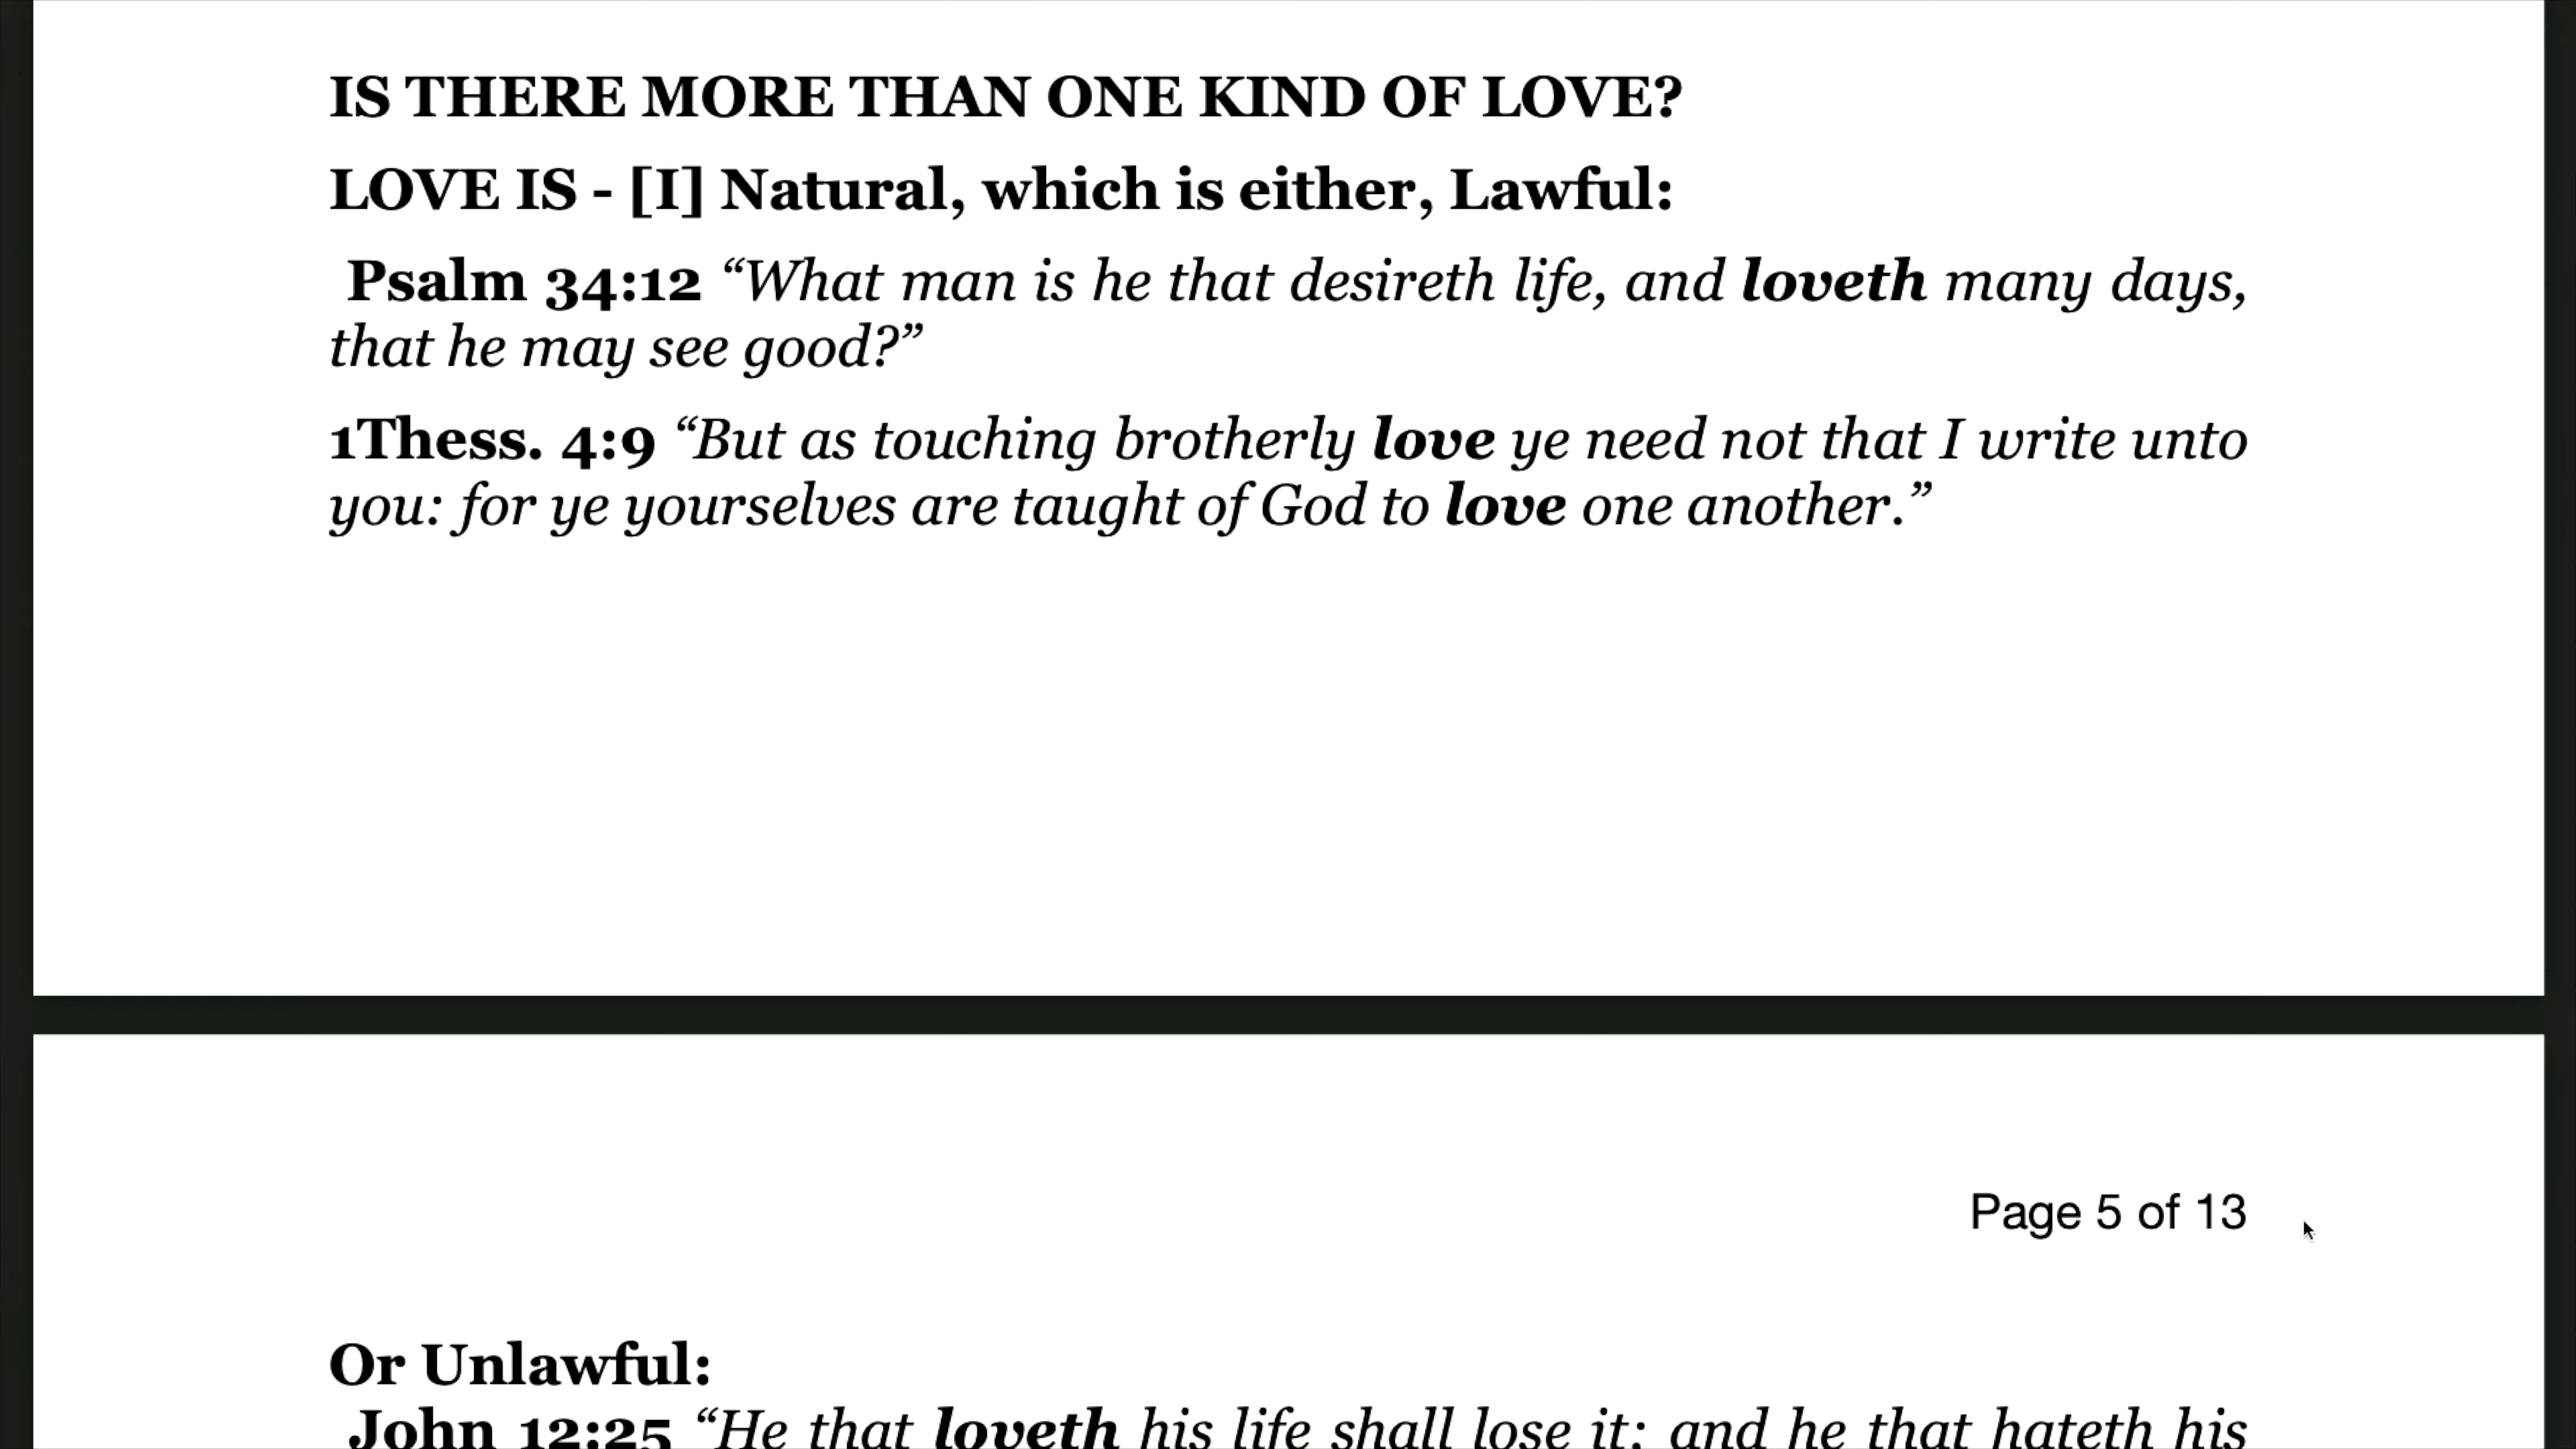 IS THERE MORE THAN ONE KIND OF LOVE?
LOVE IS - [I] Natural, which is either, Lawful:
Psalm 34:12 “What man is he that desireth life, and loveth many days,
that he may see good?”
1Thess. 4:9 “But as touching brotherly love ye need not that I write unto
you: for ye yourselves are taught of God to love one another.”
Page 5 of 13
Or Unlawful:
John 12:25 “He that loveth his life shall lose it; and he that hateth his